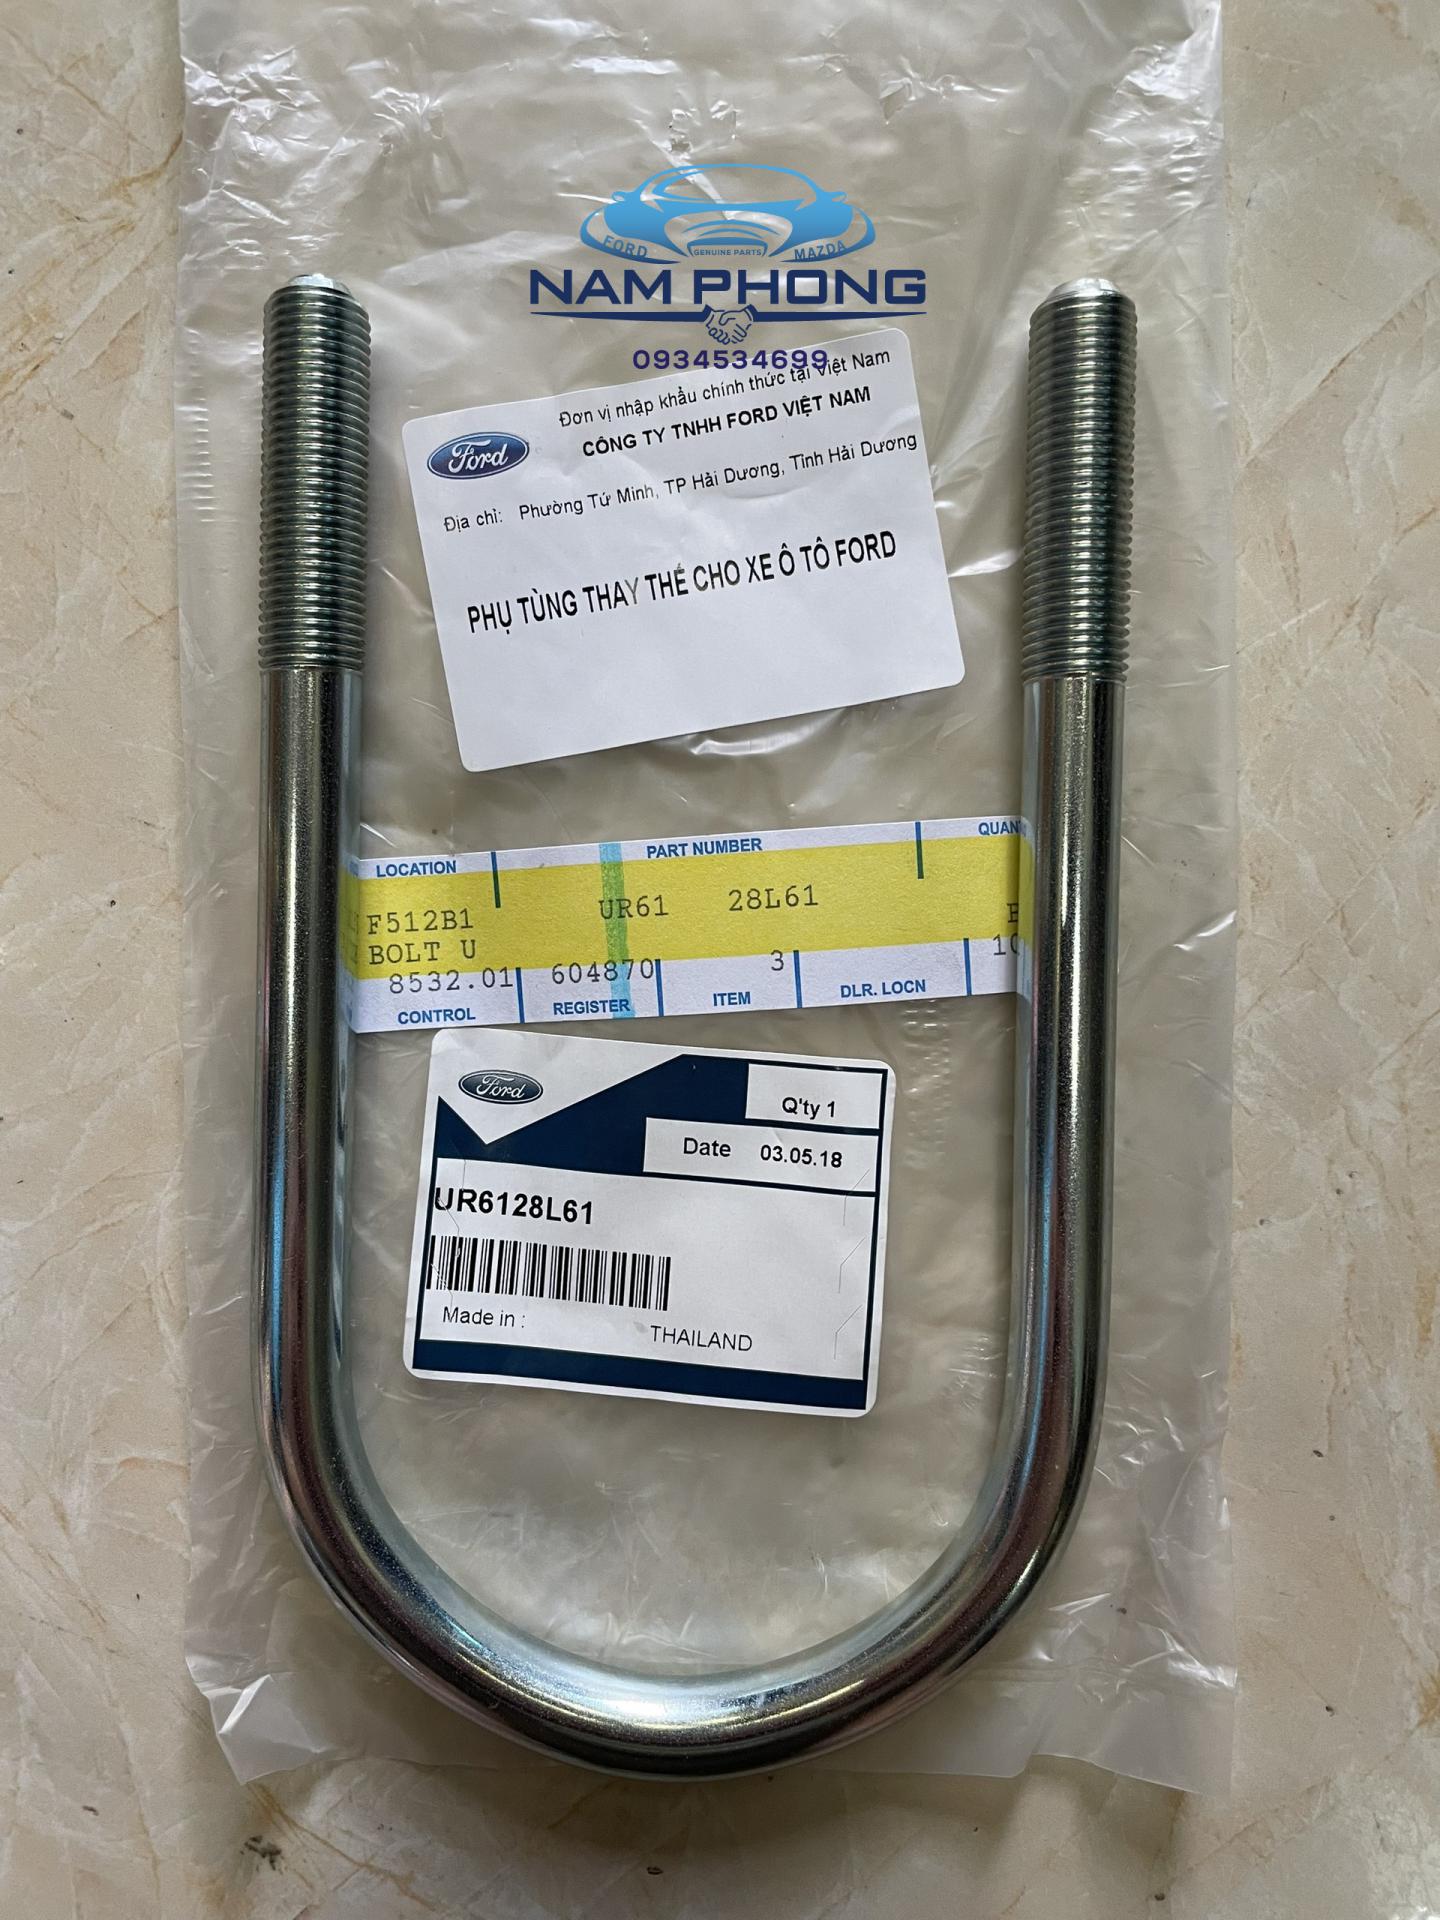 FORD
GENUINE PARTS
MAZDA
NAM PHONG
0934534699
Đơn vị nhập khẩu chính thức tại Việt Nam
Ford
CÔNG TY TNHH FORD VIỆT NAM
Địa chỉ: Phường Tứ Minh, TP Hải Dương, Tỉnh Hải Dương
PHỤ TÙNG THAY THẾ CHO XE Ô TÔ FORD
LOCATION PART NUMBER QUAN
F512B1 UR61 28L61
BOLT U
8532.01 604870 3 10
CONTROL REGISTER ITEM DLR. LOCN
Ford
Q'ty 1
Date 03.05.18
UR6128L61
Made in : THAILAND